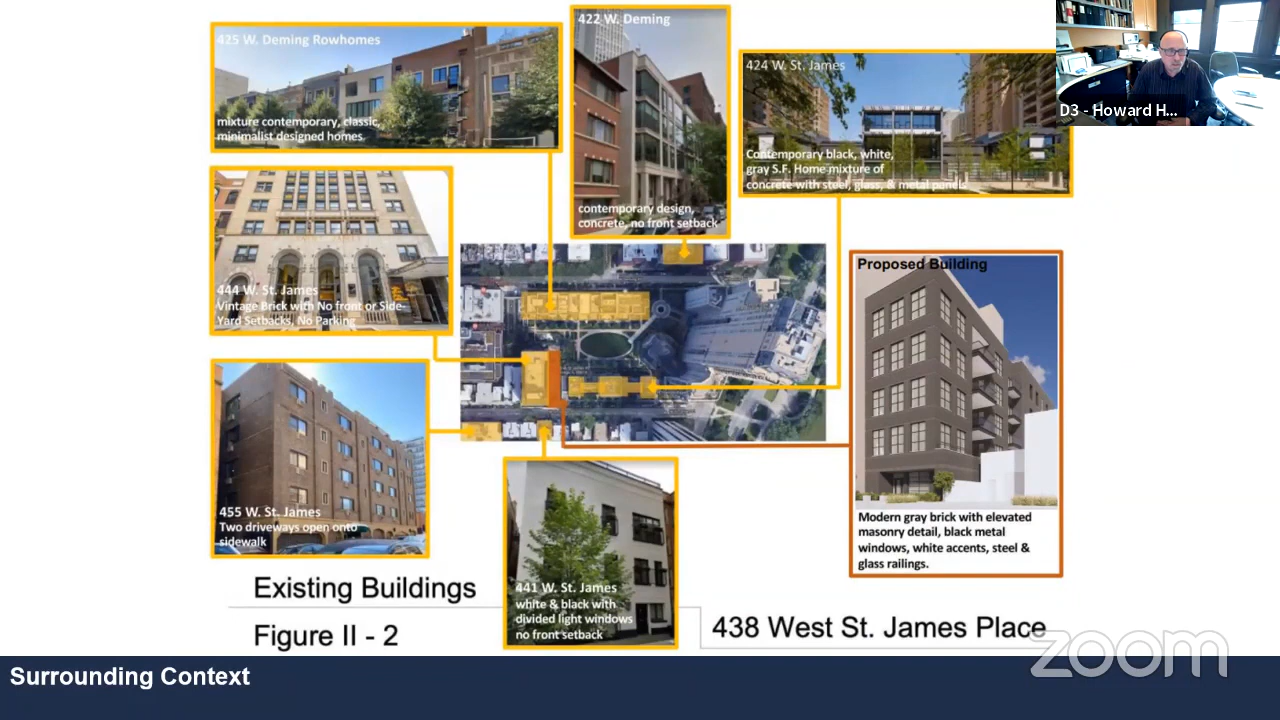 425 W. Deming Rowhomes
mixture contemporary, classic,
minimalist designed homes.
422 W. Deming
contemporary design,
concrete, no front setback
424 W. St. James
Contemporary black, white,
gray S.F. Home mixture of
concrete with steel, glass, & metal panels
D3 - Howard H...
444 W. St. James
Vintage Brick with No front or Side-
Yard Setbacks, No Parking
Proposed Building
Modern gray brick with elevated
masonry detail, black metal
windows, white accents, steel &
glass railings.
455 W. St. James
Two driveways open onto
sidewalk
441 W. St. James
white & black with
divided light windows
no front setback
Existing Buildings
Figure II - 2
438 West St. James Place
zoom
Surrounding Context